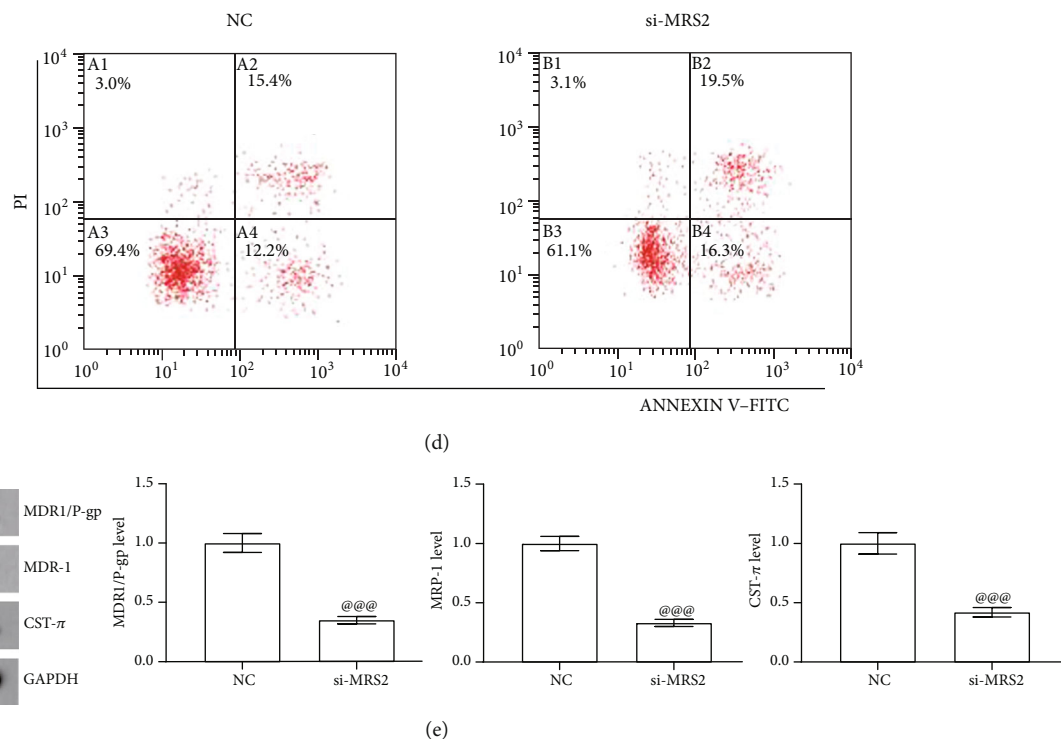 NC
si-MRS2
10^4
A1
3.0%
A2
15.4%
10^3
10^2
A3
69.4%
A4
12.2%
10^1
10^0
10^0
10^1
10^2
10^3
10^4
PI
10^4
B1
3.1%
B2
19.5%
10^3
10^2
B3
61.1%
B4
16.3%
10^1
10^0
10^0
10^1
10^2
10^3
10^4
ANNEXIN V–FITC
(d)
MDR1/P-gp
MDR-1
CST-π
GAPDH
MDR1/P-gp level
1.5
1.0
0.5
0.0
@@@
NC
si-MRS2
MRP-1 level
1.5
1.0
0.5
0.0
@@@
NC
si-MRS2
CST-π level
1.5
1.0
0.5
0.0
@@@
NC
si-MRS2
(e)